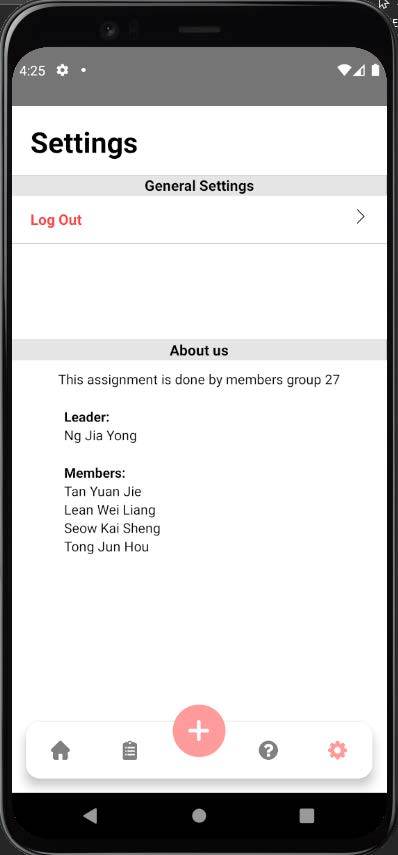 4:25
Settings
General Settings
Log Out
About us
This assignment is done by members group 27
Leader:
Ng Jia Yong
Members:
Tan Yuan Jie
Lean Wei Liang
Seow Kai Sheng
Tong Jun Hou